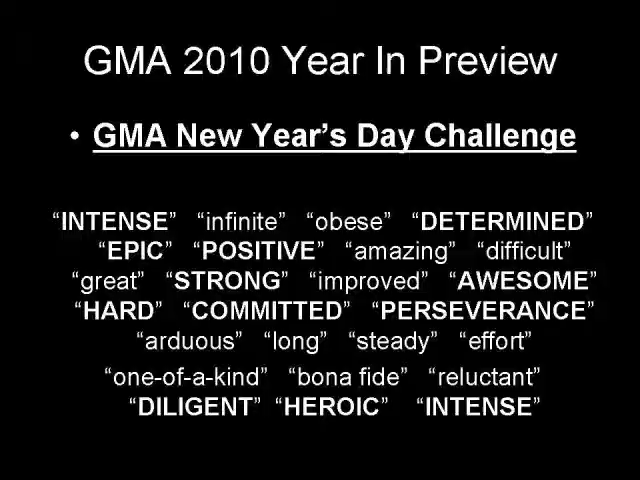 GMA 2010 Year In Preview
• GMA New Year’s Day Challenge
“INTENSE” “infinite” “obese” “DETERMINED”
“EPIC” “POSITIVE” “amazing” “difficult”
“great” “STRONG” “improved” “AWESOME”
“HARD” “COMMITTED” “PERSEVERANCE”
“arduous” “long” “steady” “effort”
“one-of-a-kind” “bona fide” “reluctant”
“DILIGENT” “HEROIC” “INTENSE”